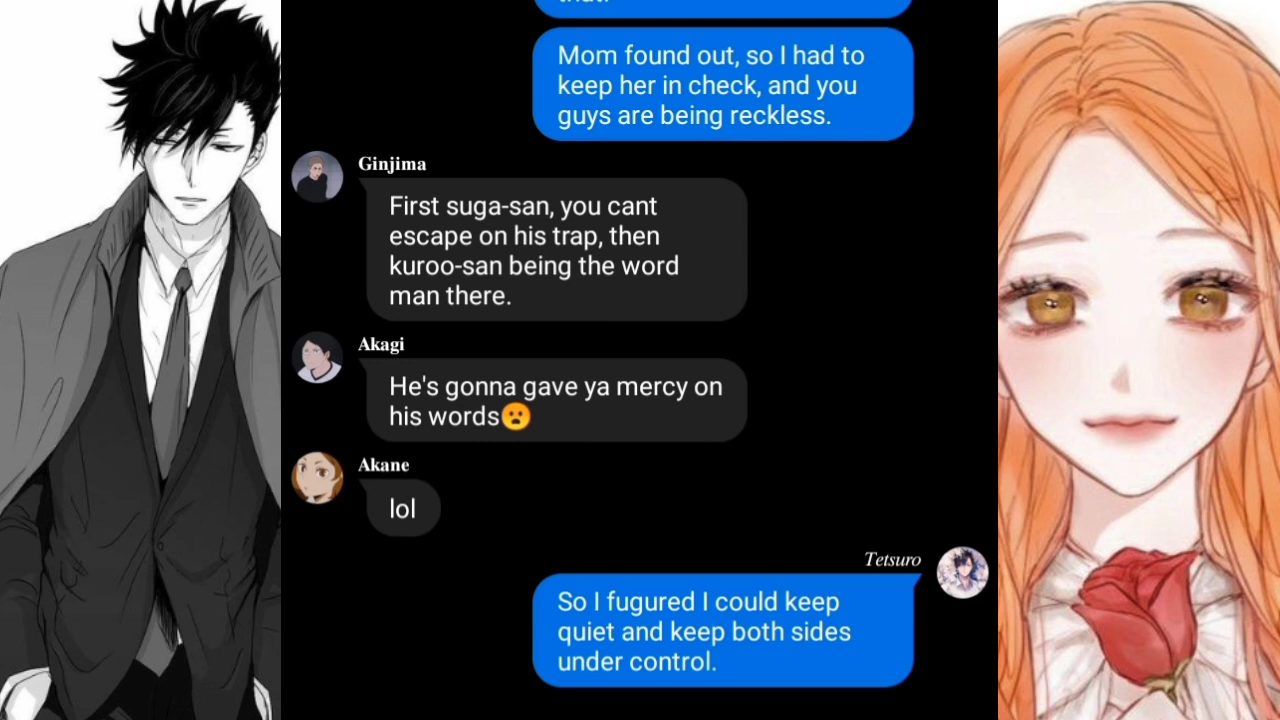 Mom found out, so I had to
keep her in check, and you
guys are being reckless.
Ginjima
First suga-san, you cant
escape on his trap, then
kuroo-san being the word
man there.
Akagi
He's gonna gave ya mercy on
his words😮
Akane
lol
Tetsuro
So I fugured I could keep
quiet and keep both sides
under control.